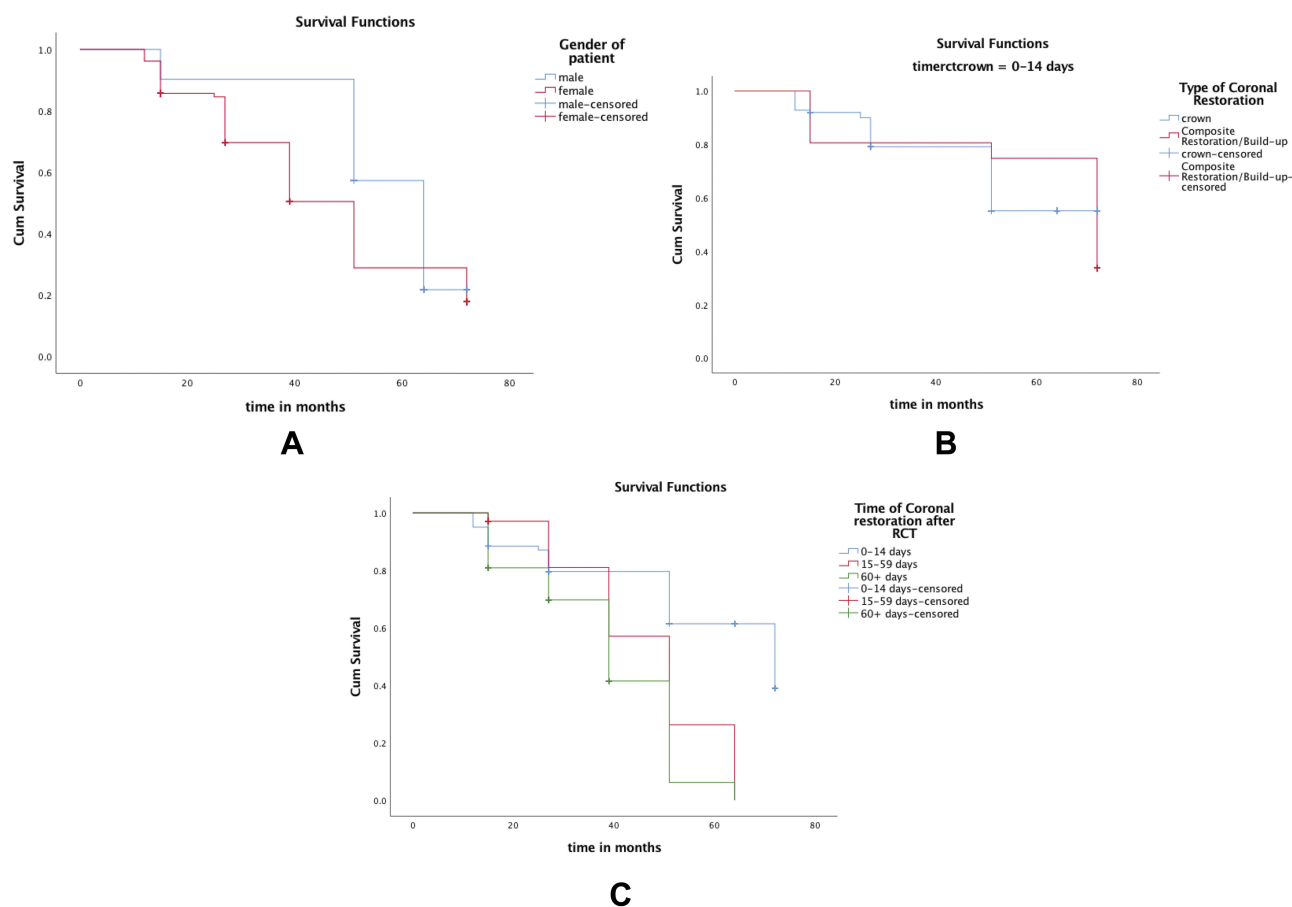 Survival Functions
Gender of
patient
male
female
male-censored
female-censored
1.0
0.8
0.6
0.4
0.2
0.0
Cum Survival
0
20
40
60
80
time in months
A
Survival Functions
timerctcrown = 0-14 days
Type of Coronal
Restoration
crown
Composite
Restoration/Build-up
crown-censored
Composite
Restoration/Build-up-
censored
1.0
0.8
0.6
0.4
0.2
0.0
Cum Survival
0
20
40
60
80
time in months
B
Survival Functions
Time of Coronal
restoration after
RCT
0-14 days
15-59 days
60+ days
0-14 days-censored
15-59 days-censored
60+ days-censored
1.0
0.8
0.6
0.4
0.2
0.0
Cum Survival
0
20
40
60
80
time in months
C